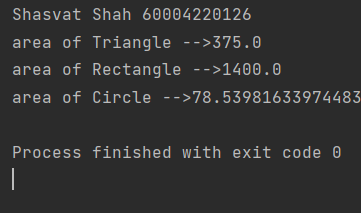 Shasvat Shah 60004220126
area of Triangle -->375.0
area of Rectangle -->1400.0
area of Circle -->78.53981633974483
Process finished with exit code 0